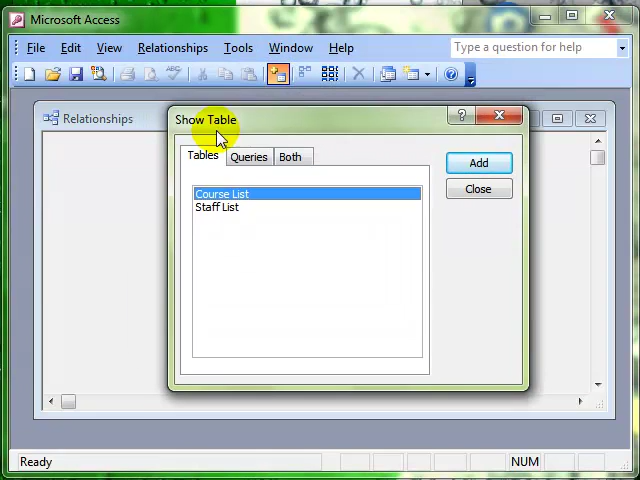 Microsoft Access
File Edit View Relationships Tools Window Help
Type a question for help
Relationships
Show Table
Tables Queries Both
Add
Close
Course List
Staff List
Ready
NUM